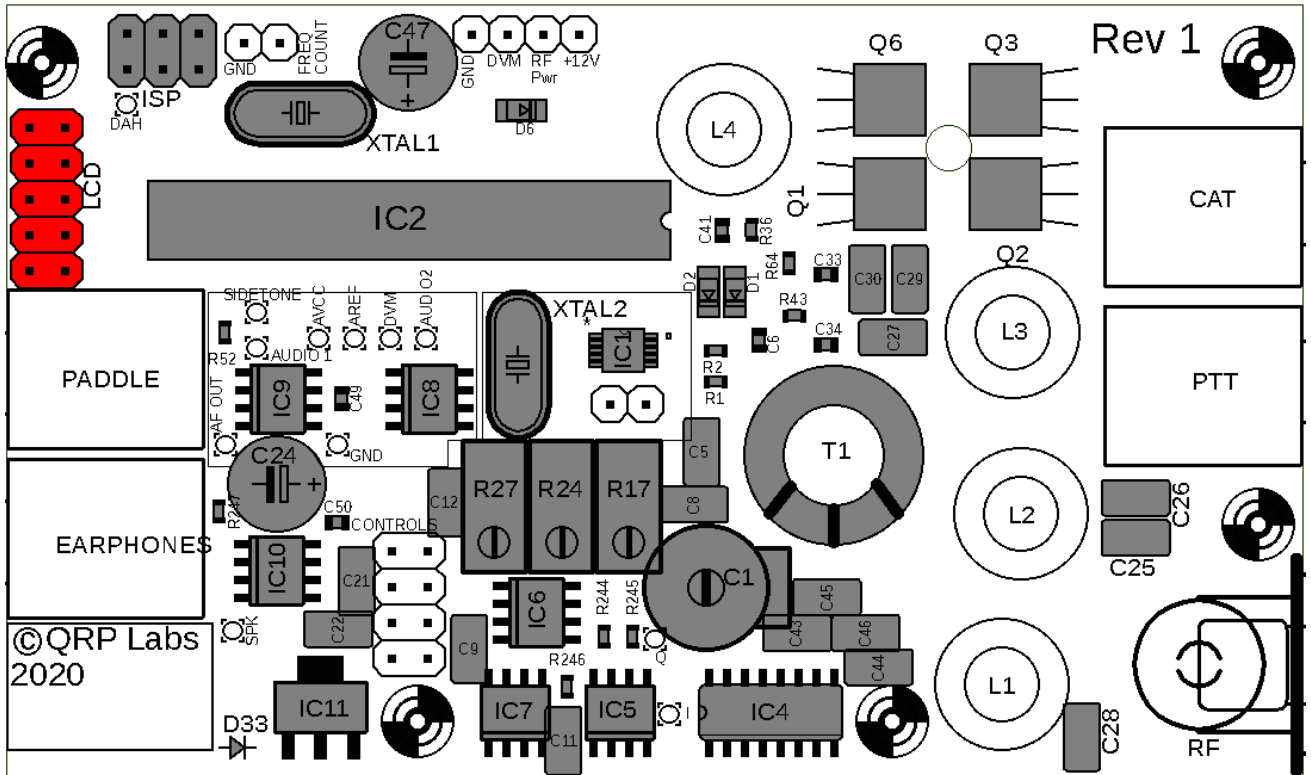 C47
GND
FREQ
COUNT
GND
DVM
RF
Pwr
+12V
Rev 1
Q6
Q3
ISP
DAH
XTAL1
D6
L4
LCD
IC2
Q1
CAT
C41
R36
Q2
R64
C33
C30
C29
D2
D1
SIDETONE
AVCC
AREF
DVM
AUDIO2
XTAL2
*
R43
C34
C27
C6
L3
R52
AUDIO 1
IC1
R2
R1
PADDLE
PTT
IC9
C49
IC8
AF OUT
GND
C24
+
T1
C5
R247
C50
CONTROLS
C12
R27
R24
R17
C8
L2
C26
C25
EARPHONES
IC10
C21
C1
C22
SPK
IC6
R244
R245
Q
C45
C43
C46
C44
©QRP Labs
2020
C9
R246
L1
IC11
IC7
C11
IC5
I
IC4
C28
RF
D33